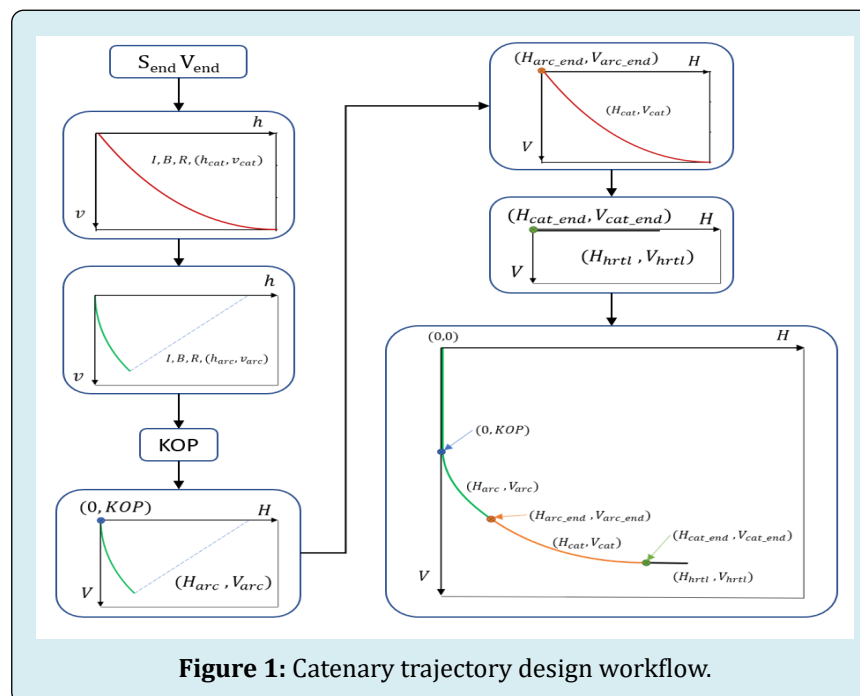 S_end V_end
h
I, B, R, (h_cat, v_cat)
v
h
I, B, R, (h_arc, v_arc)
v
KOP
(0, KOP)
H
(H_arc , V_arc)
V
(H_arc_end, V_arc_end)
H
(H_cat, V_cat)
V
(H_cat_end, V_cat_end)
H
(H_hrtl , V_hrtl)
V
(0,0)
H
(0, KOP)
(H_arc, V_arc)
(H_arc_end , V_arc_end)
(H_cat, V_cat)
(H_cat_end , V_cat_end)
(H_hrtl , V_hrtl)
V
Figure 1: Catenary trajectory design workflow.